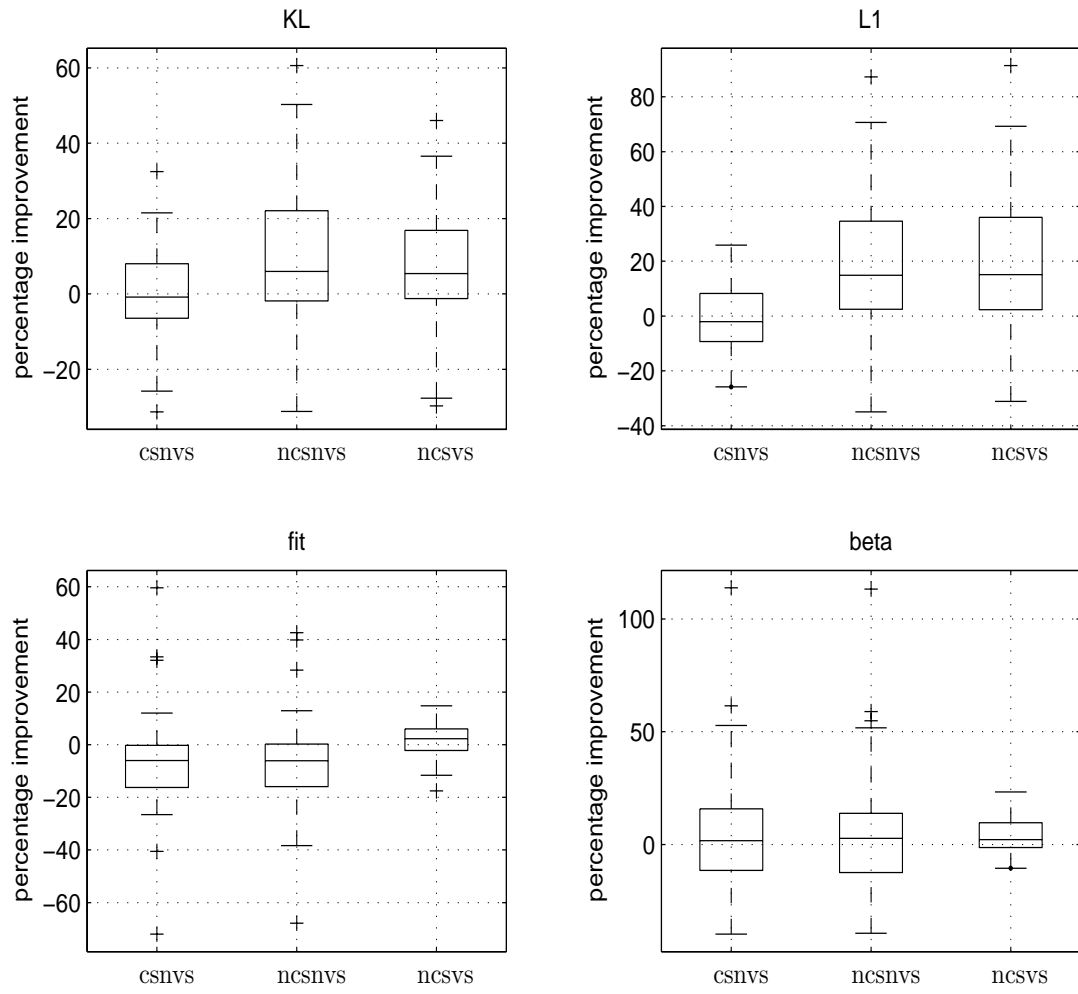 KL
percentage improvement
60
40
20
0
−20
csnvs ncsnvs ncsvs
L1
percentage improvement
80
60
40
20
0
−20
−40
csnvs ncsnvs ncsvs
fit
percentage improvement
60
40
20
0
−20
−40
−60
csnvs ncsnvs ncsvs
beta
percentage improvement
100
50
0
csnvs ncsnvs ncsvs